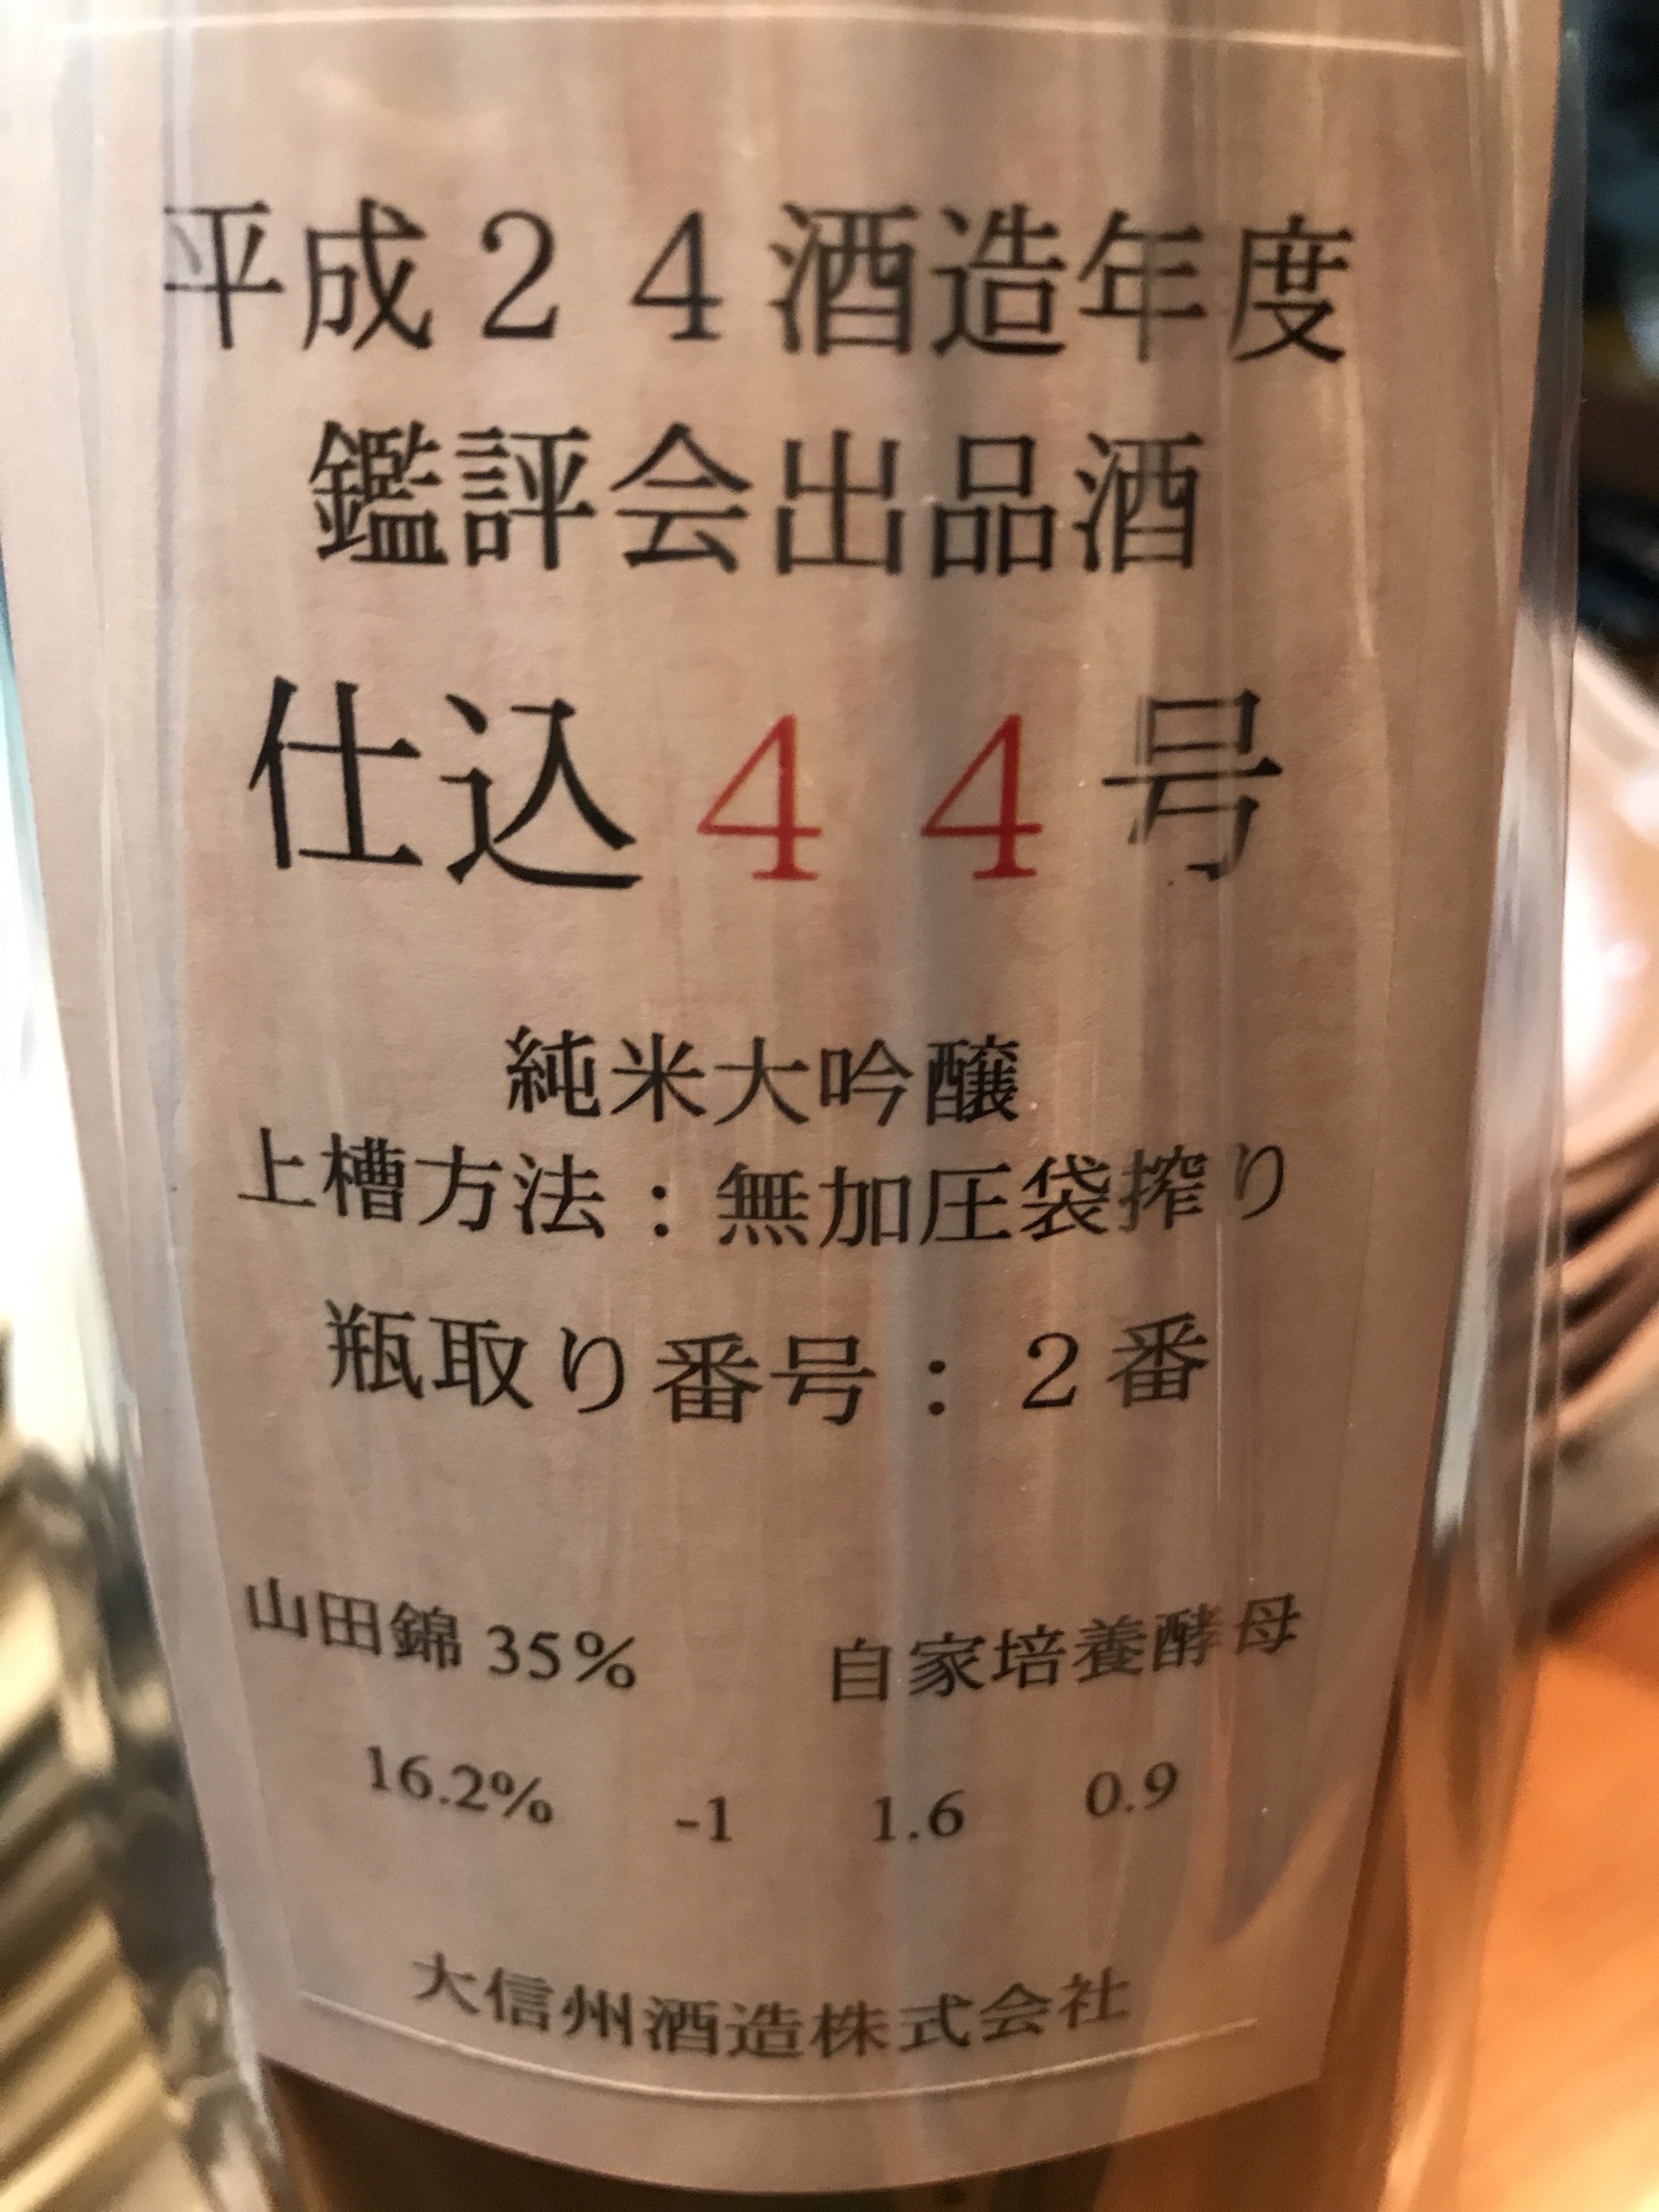 平成２４酒造年度
鑑評会出品酒
仕込４４号
純米大吟醸
上槽方法：無加圧袋搾り
瓶取り番号：２番
山田錦 35%　自家培養酵母
16.2%　-1　1.6　0.9
大信州酒造株式会社